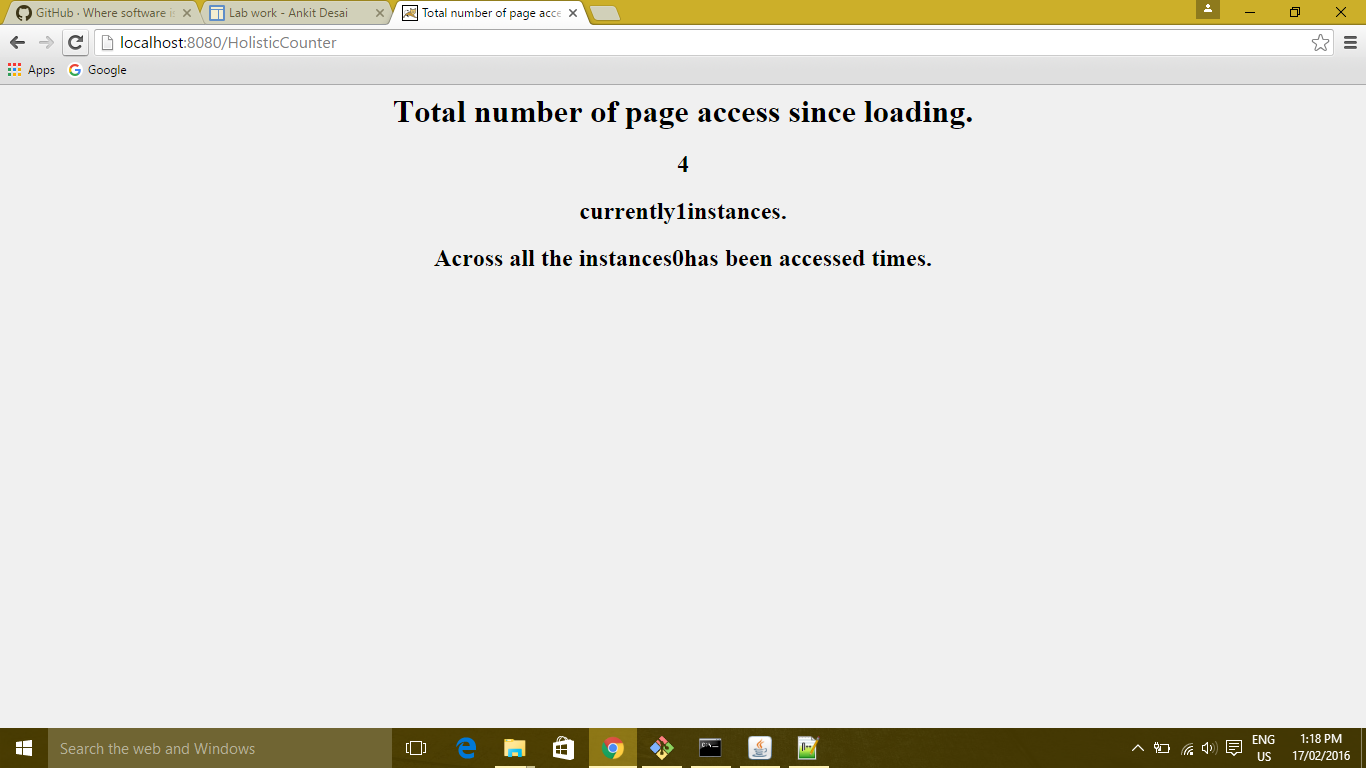 GitHub · Where software is
Lab work - Ankit Desai
Total number of page acce
localhost:8080/HolisticCounter
Apps
Google
Total number of page access since loading.
4
currently1instances.
Across all the instances0has been accessed times.
Search the web and Windows
ENG
US
1:18 PM
17/02/2016